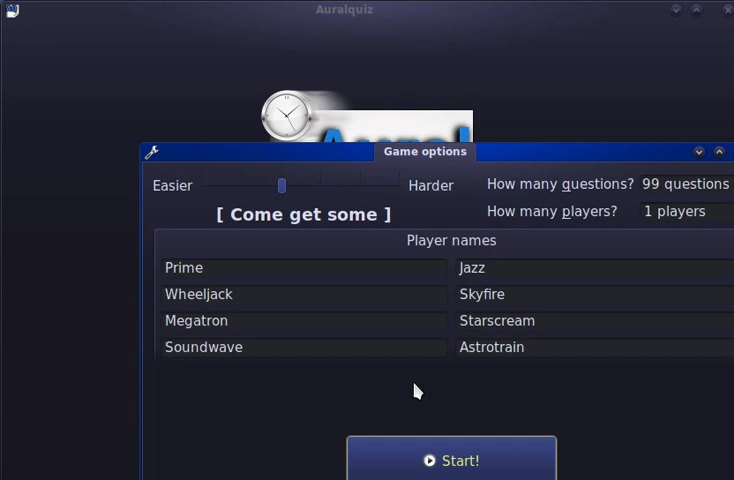 Auralquiz
Aural
Game options
Easier
Harder
How many questions? 99 questions
[ Come get some ]
How many players? 1 players
Player names
Prime
Jazz
Wheeljack
Skyfire
Megatron
Starscream
Soundwave
Astrotrain
Start!